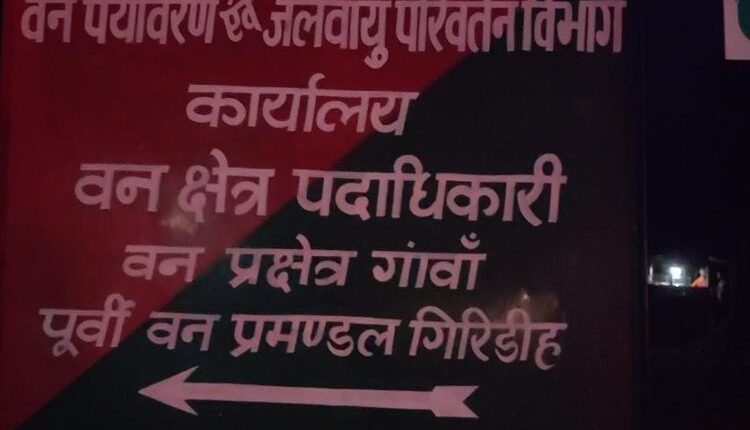 वन पर्यावरण एवं जलवायु परिवर्तन विभाग
कार्यालय
वन क्षेत्र पदाधिकारी
वन प्रक्षेत्र गांवाँ
पूर्वी वन प्रमण्डल गिरिडीह